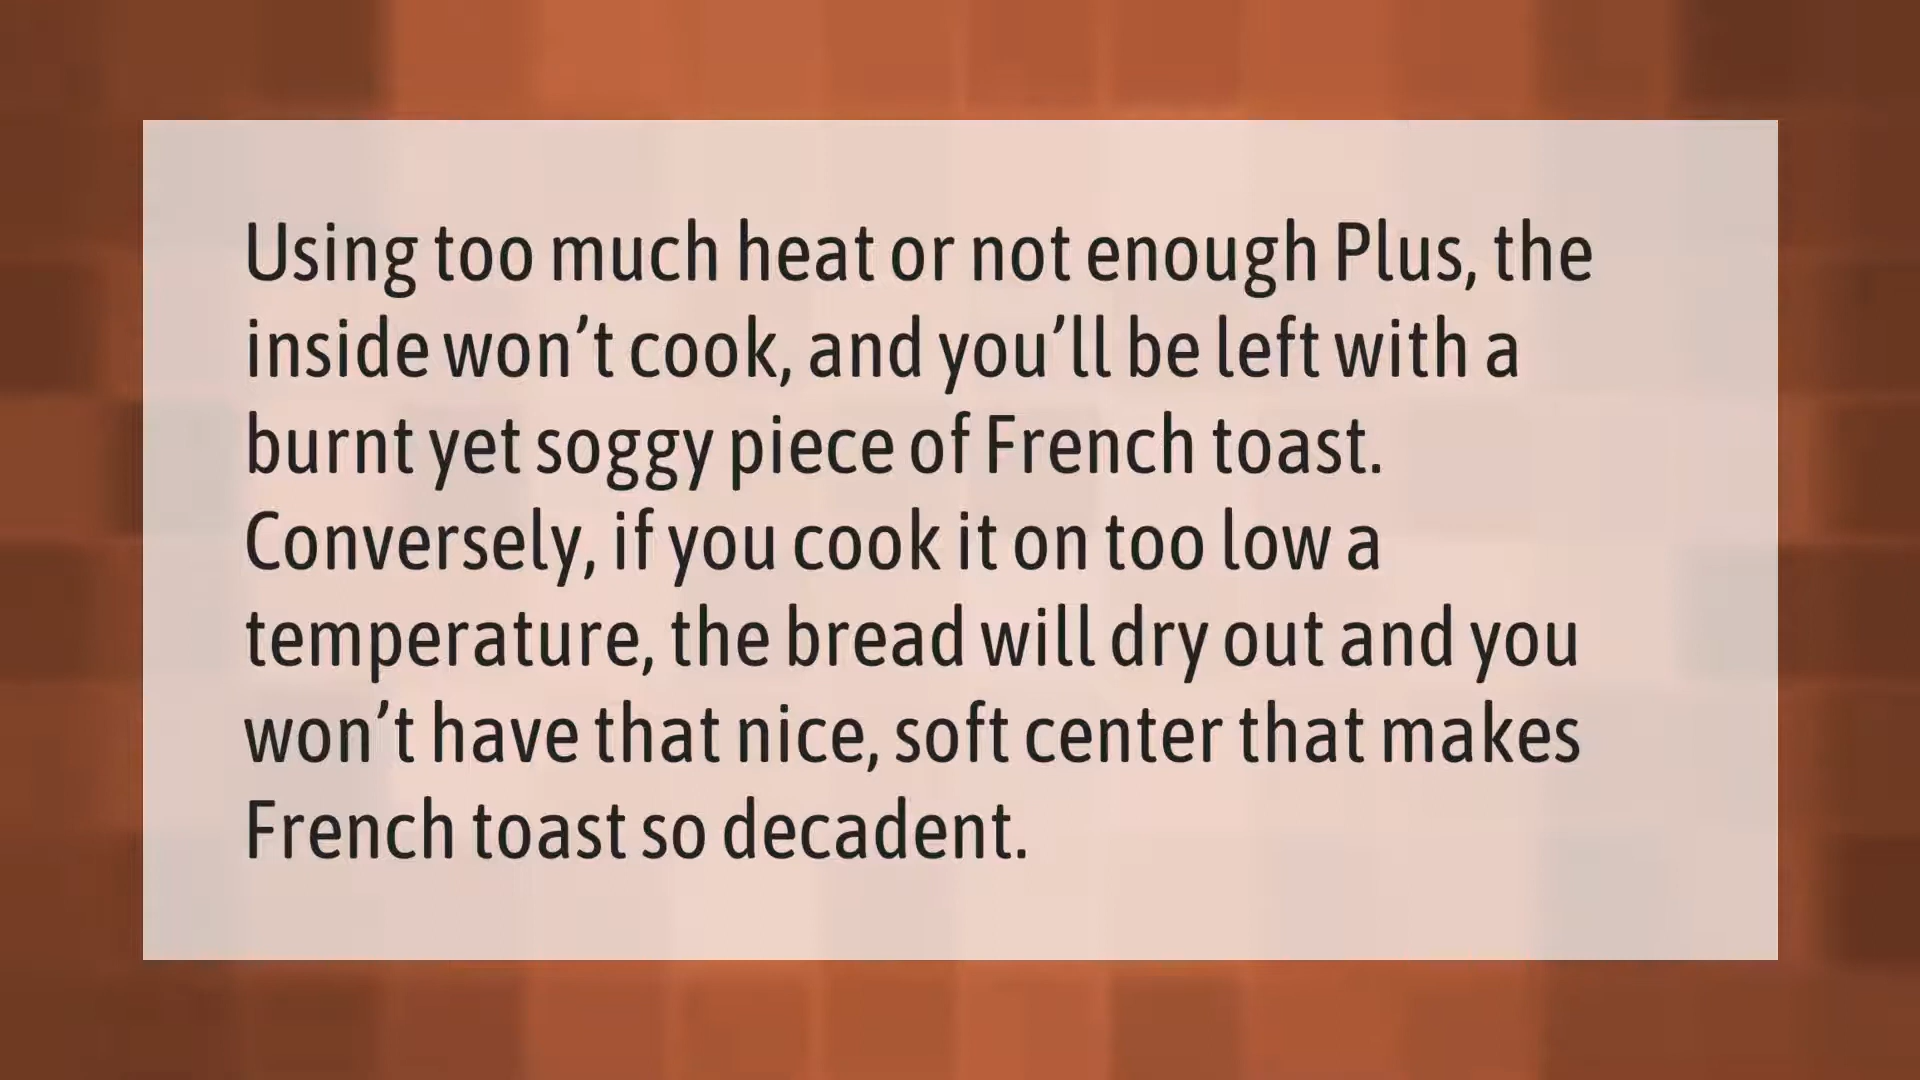 Using too much heat or not enough Plus, the
inside won’t cook, and you’ll be left with a
burnt yet soggy piece of French toast.
Conversely, if you cook it on too low a
temperature, the bread will dry out and you
won’t have that nice, soft center that makes
French toast so decadent.